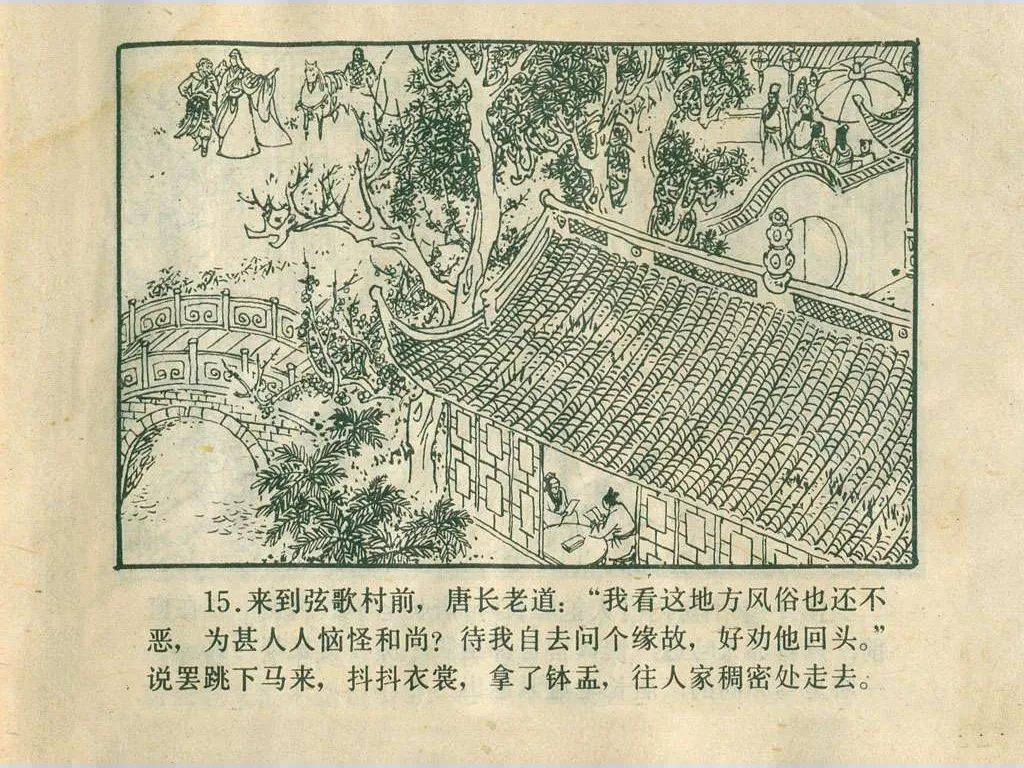 15.来到弦歌村前，唐长老道：“我看这地方风俗也还不
恶，为甚人人恼怪和尚？待我自去问个缘故，好劝他回头。”
说罢跳下马来，抖抖衣裳，拿了钵盂，往人家稠密处走去。